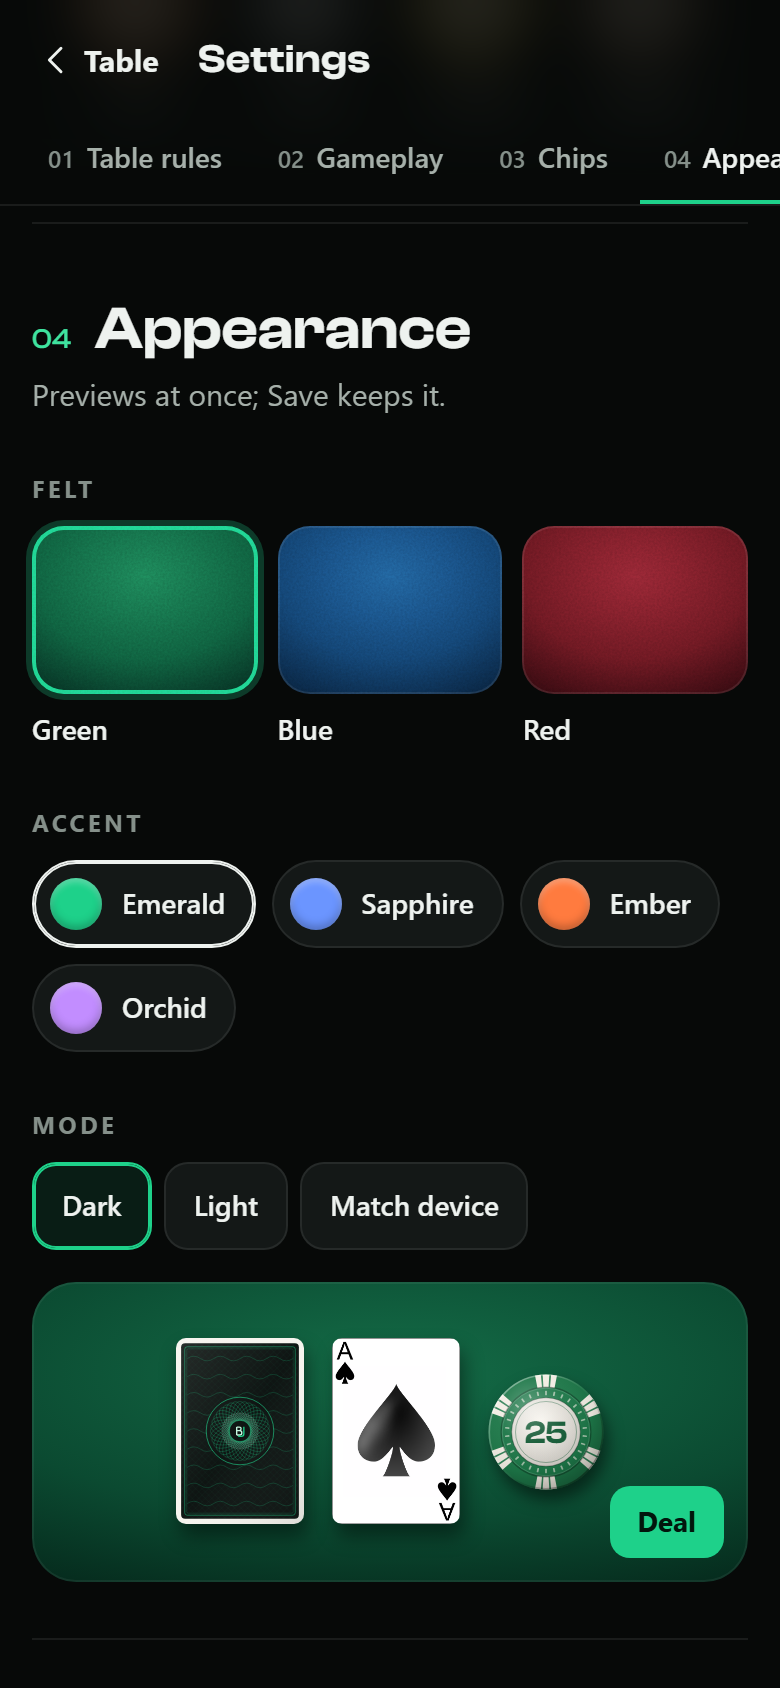 Table Settings
01 Table rules 02 Gameplay 03 Chips 04 Appea
04 Appearance
Previews at once; Save keeps it.
FELT
Green Blue Red
ACCENT
Emerald Sapphire Ember
Orchid
MODE
Dark Light Match device
A
BJ
25
A
Deal